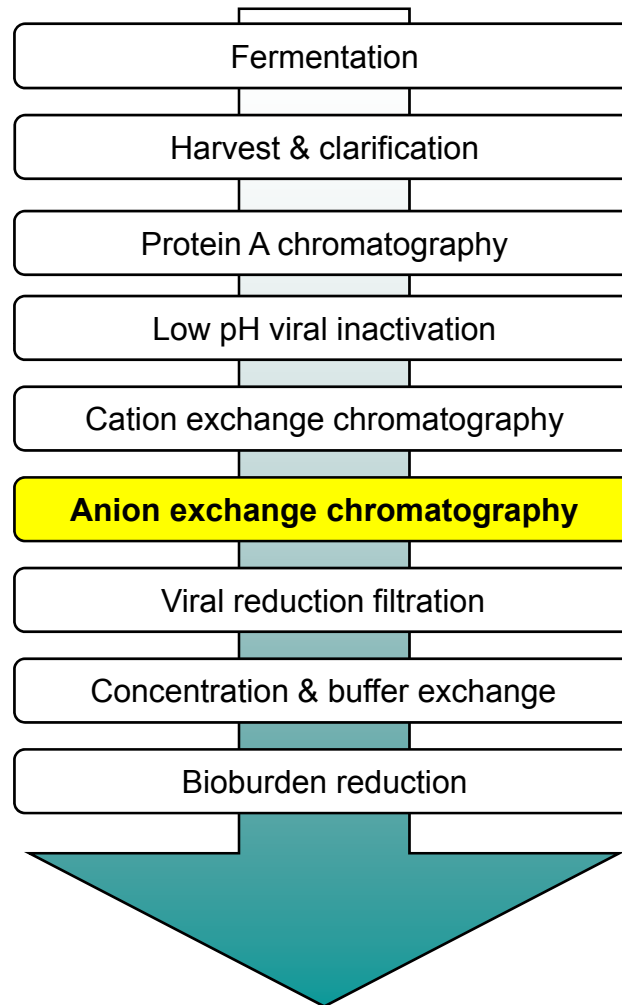 Fermentation
Harvest & clarification
Protein A chromatography
Low pH viral inactivation
Cation exchange chromatography
Anion exchange chromatography
Viral reduction filtration
Concentration & buffer exchange
Bioburden reduction